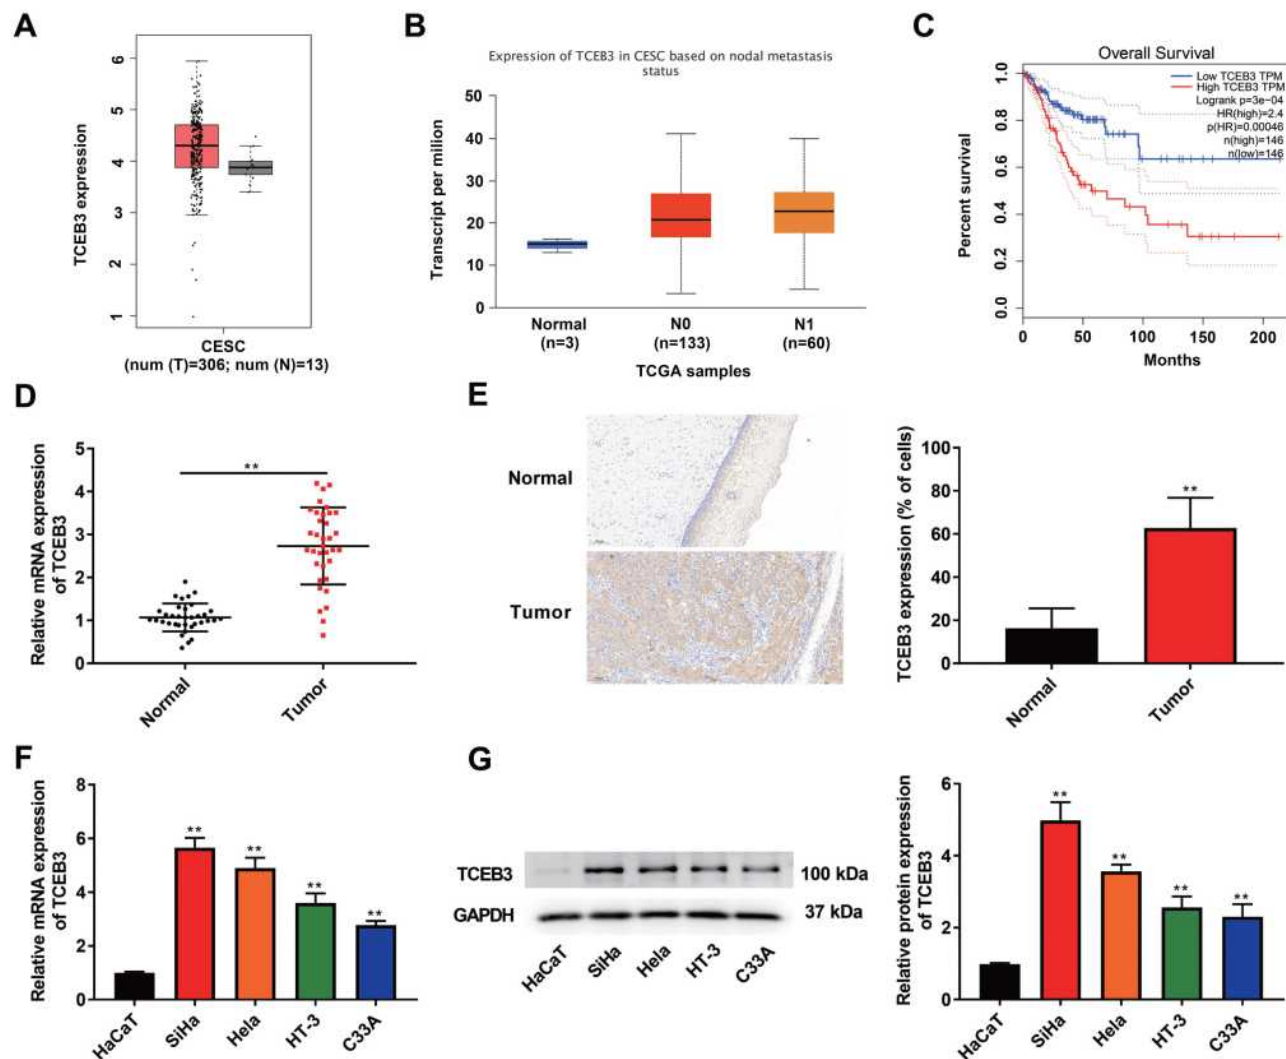 A
TCEB3 expression
6
5
4
3
2
1
CESC
(num (T)=306; num (N)=13)
B
Expression of TCEB3 in CESC based on nodal metastasis
status
Transcript per milion
50
40
30
20
10
0
Normal
(n=3)
N0
(n=133)
N1
(n=60)
TCGA samples
C
Overall Survival
Low TCEB3 TPM
High TCEB3 TPM
Logrank p=3e−04
HR(high)=2.4
p(HR)=0.00046
n(high)=146
n(low)=146
Percent survival
1.0
0.8
0.6
0.4
0.2
0.0
0
50
100
150
200
Months
D
Relative mRNA expression
of TCEB3
5
4
3
2
1
0
**
Normal
Tumor
E
Normal
Tumor
TCEB3 expression (% of cells)
100
80
60
40
20
0
**
Normal
Tumor
F
Relative mRNA expression
of TCEB3
8
6
4
2
0
**
**
**
**
HaCaT
SiHa
Hela
HT-3
C33A
G
TCEB3
100 kDa
GAPDH
37 kDa
HaCaT
SiHa
Hela
HT-3
C33A
Relative protein expression
of TCEB3
6
4
2
0
**
**
**
**
HaCaT
SiHa
Hela
HT-3
C33A